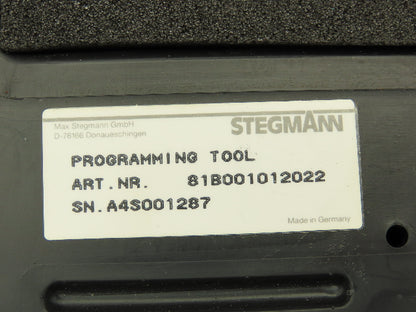 Max Stegmann GmbH
D-78166 Donaueschingen
STEGMANN
PROGRAMMING TOOL
ART.NR. 81B001012022
SN.A4S001287
Made in Germany